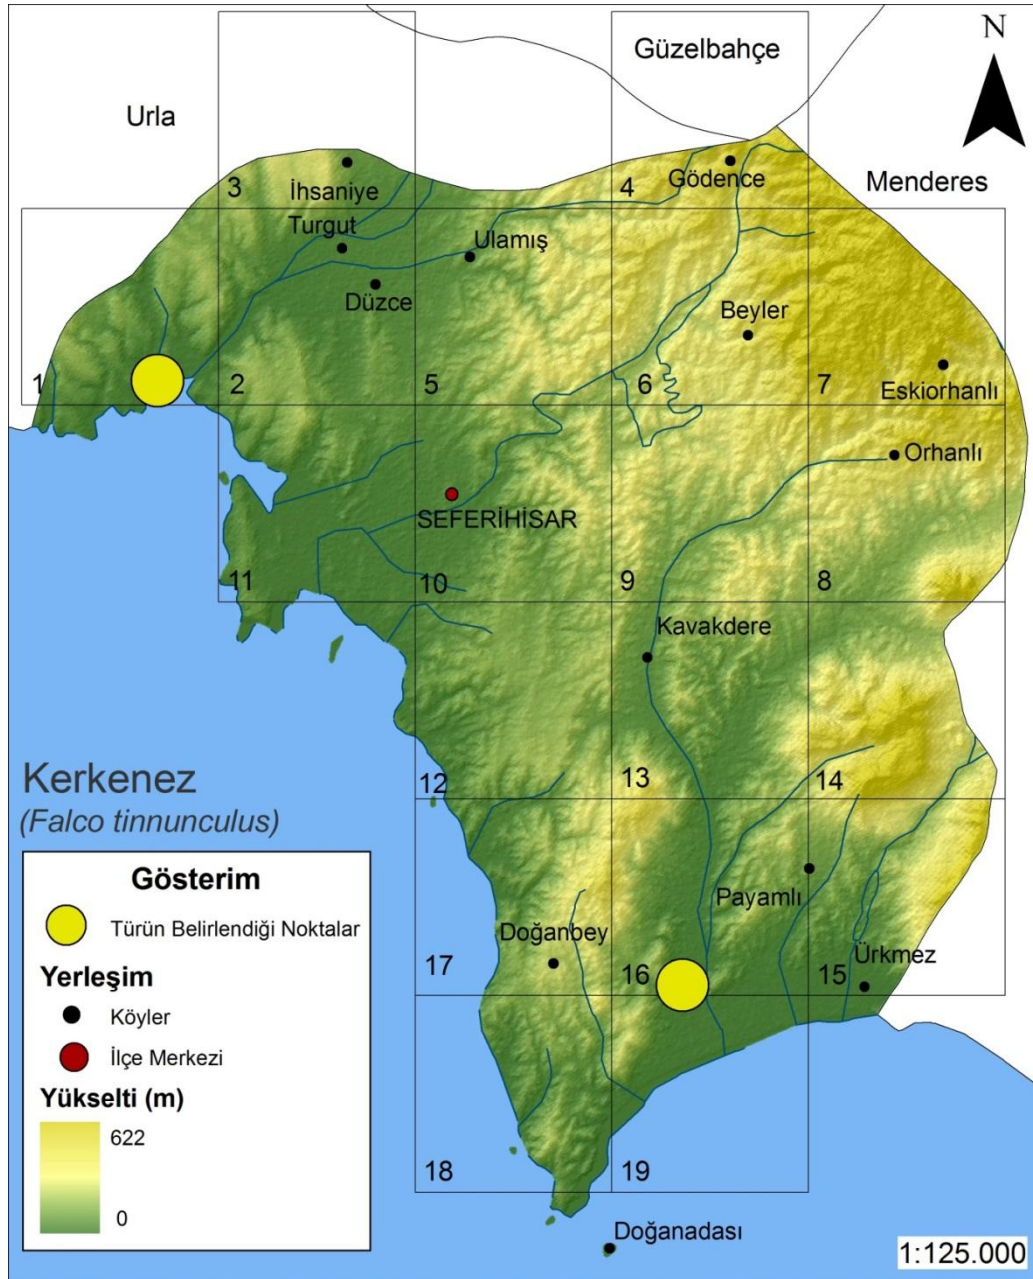 Güzelbahçe
N
Urla
3
İhsaniye
4
Gödence
Menderes
Turgut
Ulamış
Düzce
Beyler
1
2
5
6
7
Eskiorhanlı
Orhanlı
SEFERİHİSAR
11
10
9
8
Kavakdere
Kerkenez
(Falco tinnunculus)
12
13
14
Payamlı
Doğanbey
17
16
15
Ürkmez
18
19
Doğanadası
Gösterim
Türün Belirlendiği Noktalar
Yerleşim
Köyler
İlçe Merkezi
Yükselti (m)
622
0
1:125.000